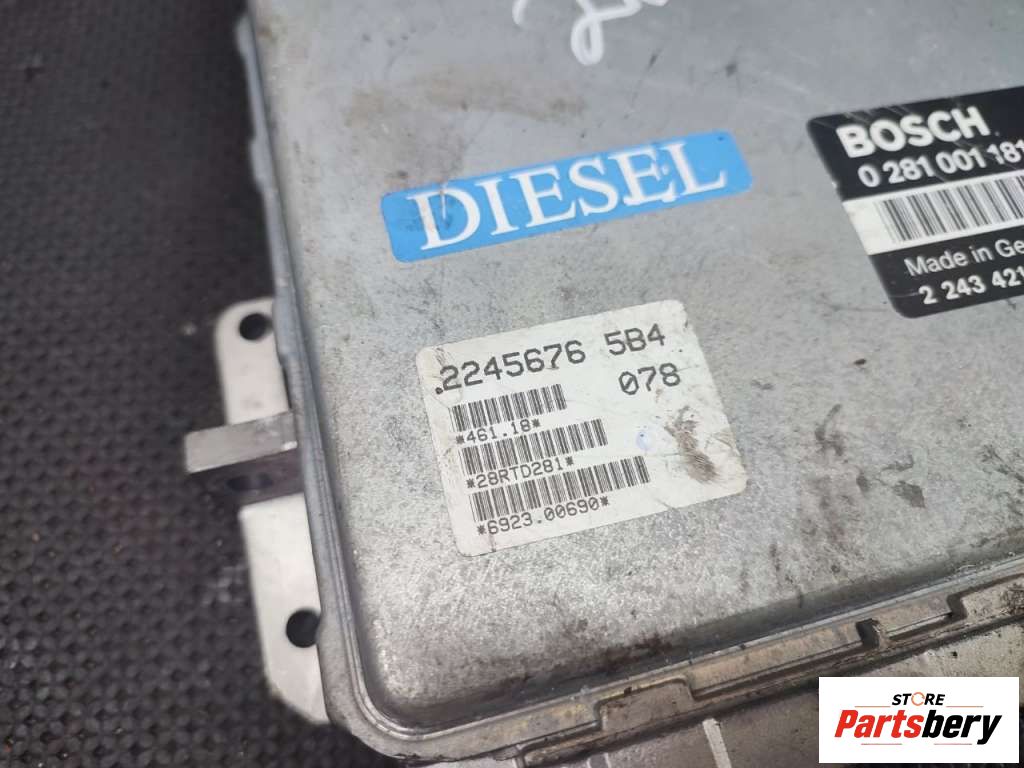 BOSCH
0 281 001 181
Made in Ge
2 243 421
DIESEL
.2245676 5B4
078
*461.18*
*28RTD281*
*6923.00690*
STORE
Partsbery